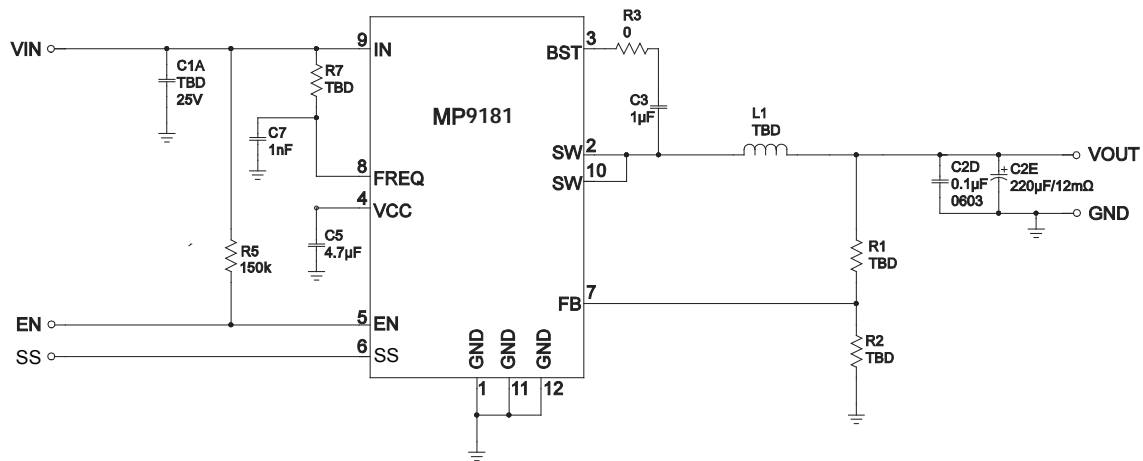 VIN
C1A
TBD
25V
R7
TBD
C7
1nF
C5
4.7µF
R5
150k
EN
SS
9
IN
8
FREQ
4
VCC
5
EN
6
SS
MP9181
3
BST
SW
2
SW
10
FB
7
GND
GND
GND
1
11
12
R3
0
C3
1µF
L1
TBD
VOUT
C2D
0.1µF
0603
+
C2E
220µF/12mΩ
GND
R1
TBD
R2
TBD